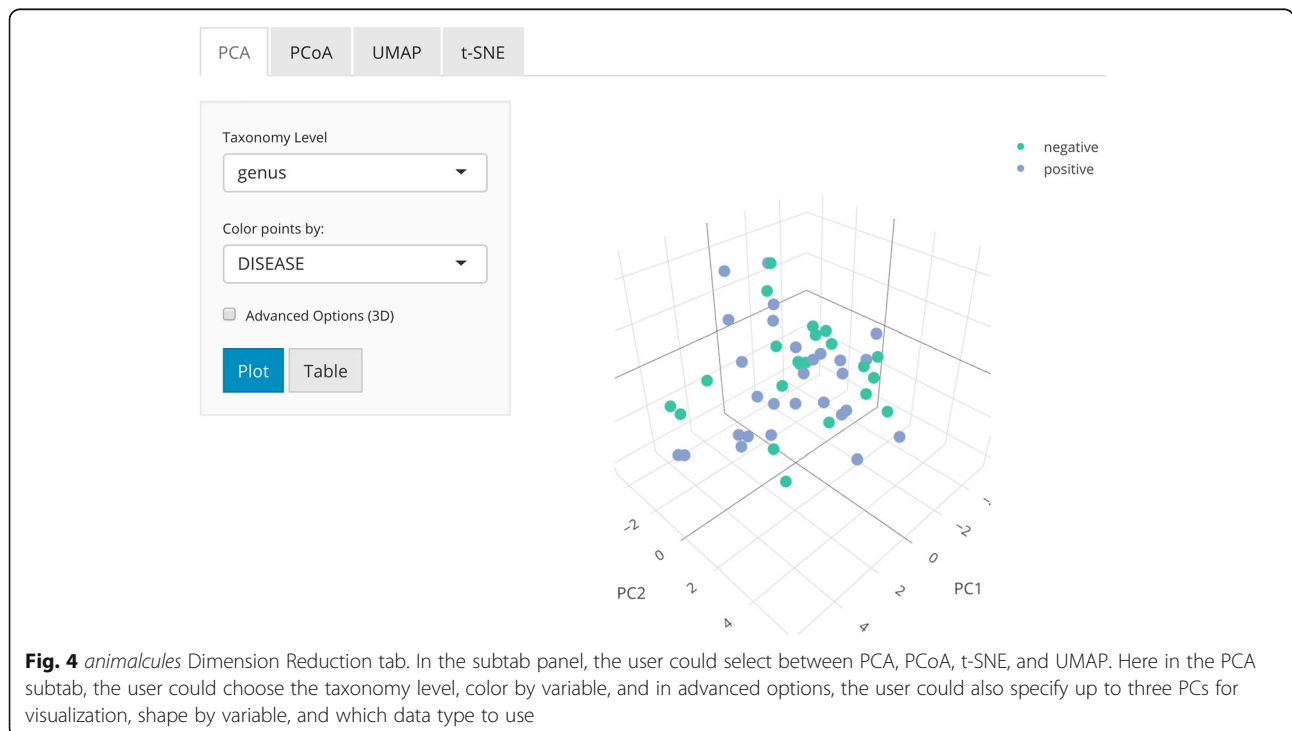 PCA PCoA UMAP t-SNE
Taxonomy Level
genus
Color points by:
DISEASE
Advanced Options (3D)
Plot Table
negative
positive
−2
0
2
4
PC2
−2
0
2
4
PC1
Fig. 4 animalcules Dimension Reduction tab. In the subtab panel, the user could select between PCA, PCoA, t-SNE, and UMAP. Here in the PCA
subtab, the user could choose the taxonomy level, color by variable, and in advanced options, the user could also specify up to three PCs for
visualization, shape by variable, and which data type to use